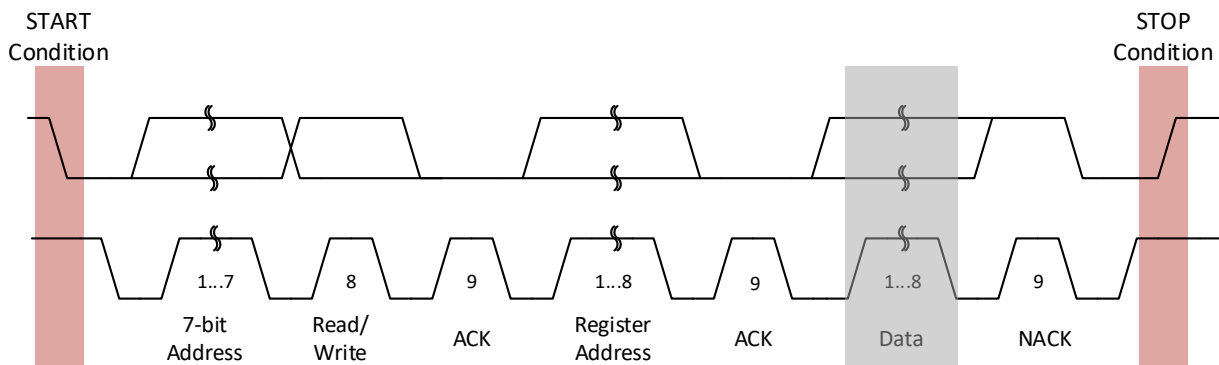 START
Condition
STOP
Condition
1...7
8
9
1...8
9
1...8
9
7-bit
Address
Read/
Write
ACK
Register
Address
ACK
Data
NACK